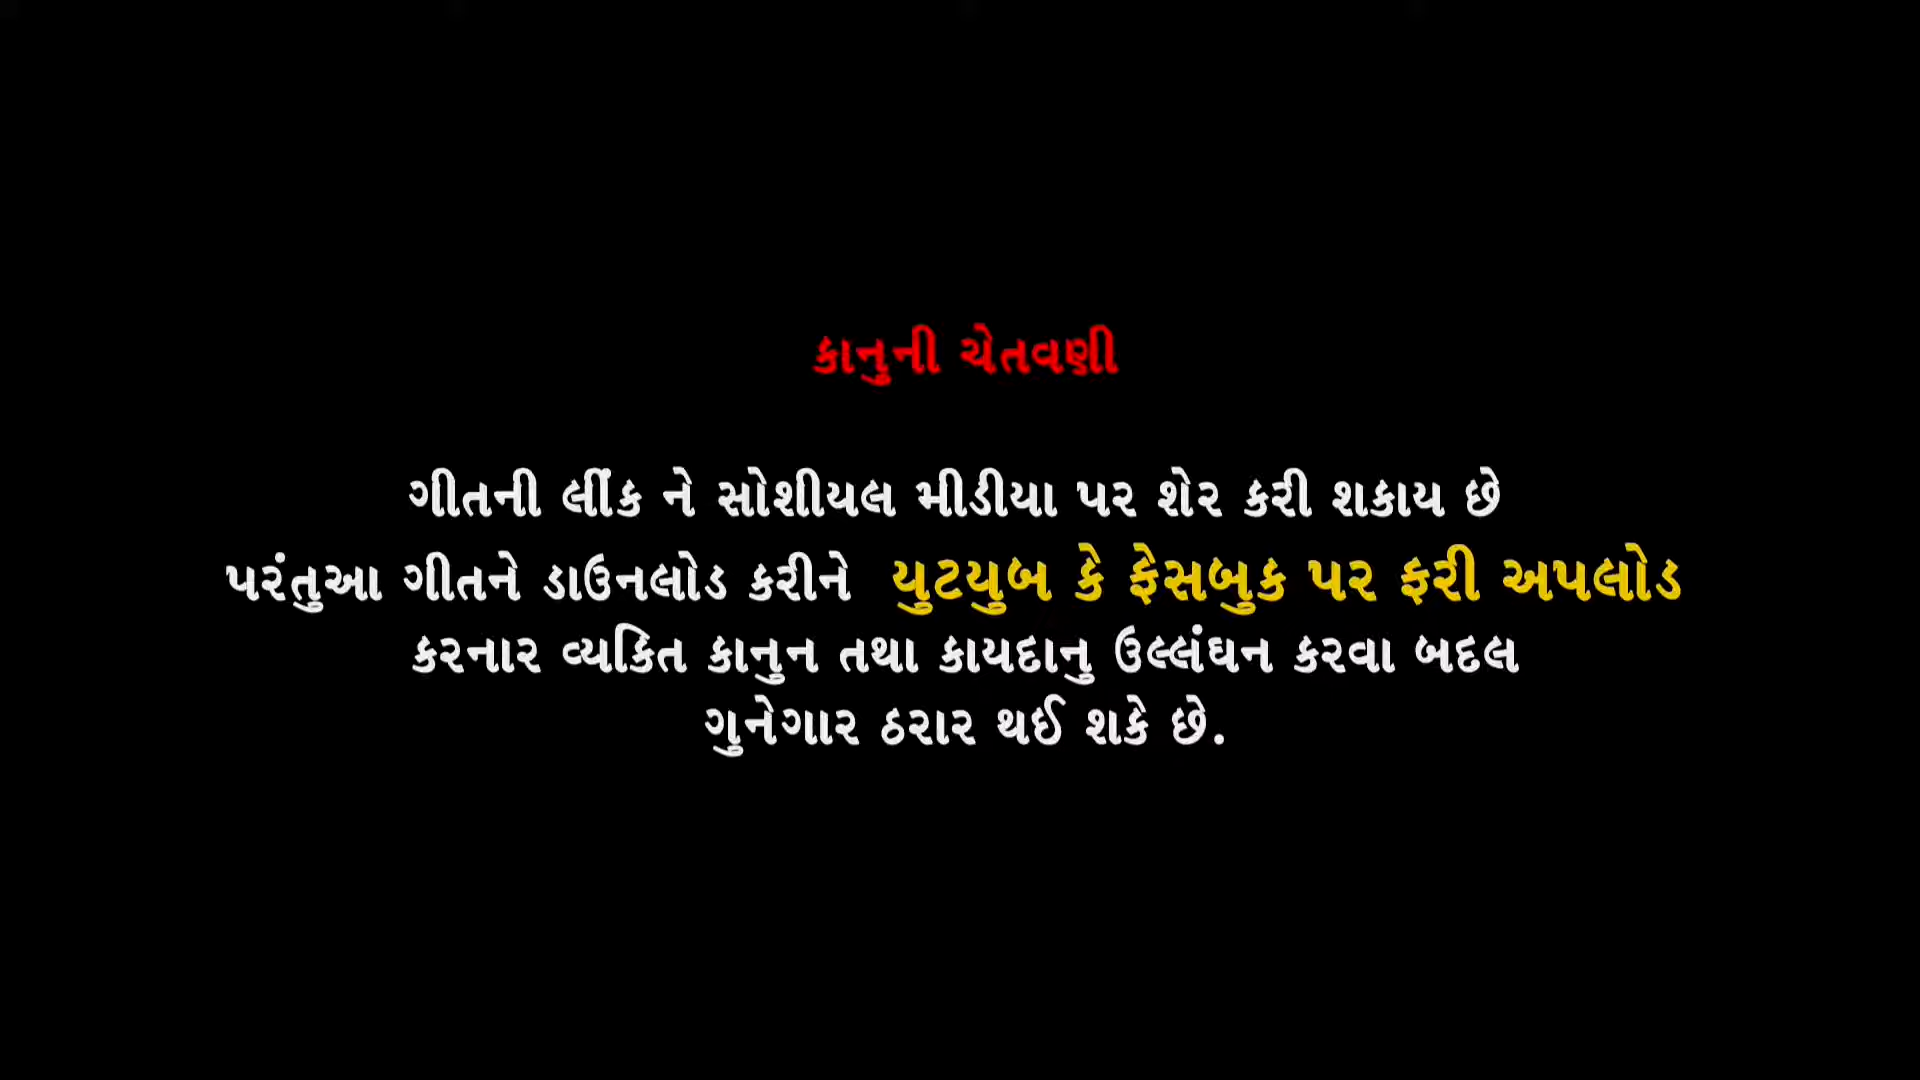 કાનુની ચેતવણી
ગીતની લીંક ને સોશીયલ મીડીયા પર શેર કરી શકાય છે
પરંતુઆ ગીતને ડાઉનલોડ કરીને યુટયુબ કે ફેસબુક પર ફરી અપલોડ
કરનાર વ્યકિત કાનુન તથા કાયદાનુ ઉલ્લંઘન કરવા બદલ
ગુનેગાર ઠરાર થઈ શકે છે.